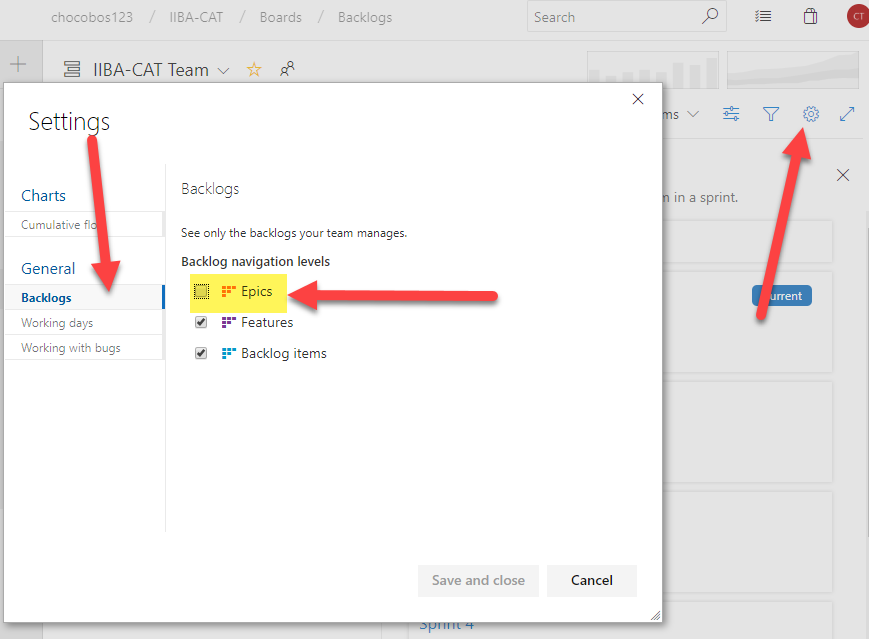 chocobos123 / IIBA-CAT / Boards / Backlogs
Search
CT
IIBA-CAT Team
Settings
Charts
Cumulative flo
General
Backlogs
Working days
Working with bugs
Backlogs
See only the backlogs your team manages.
Backlog navigation levels
Epics
Features
Backlog items
Save and close
Cancel
in a sprint.
Sprint 4